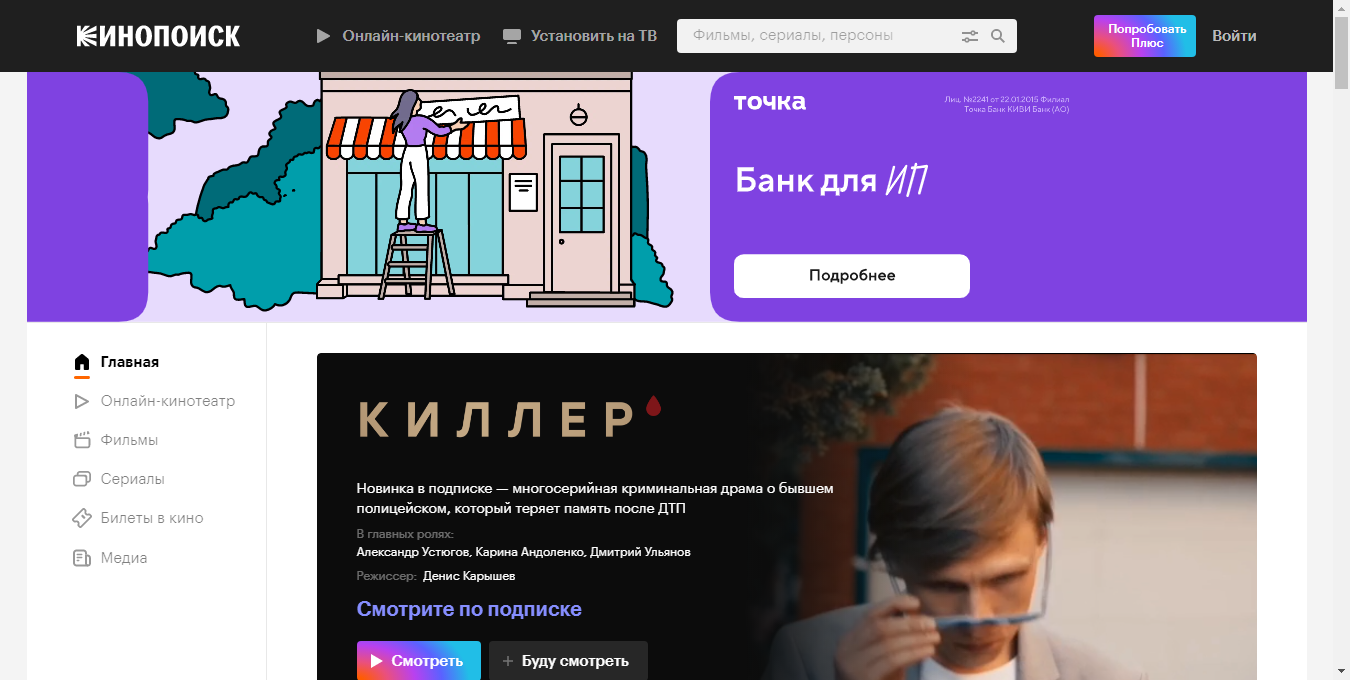 КИНОПОИСК
Онлайн-кинотеатр
Установить на ТВ
Фильмы, сериалы, персоны
Попробовать
Плюс
Войти
точка
Лиц. №2241 от 22.01.2015 Филиал
Точка Банк КИВИ Банк (АО)
Банк для ИП
Подробнее
Главная
Онлайн-кинотеатр
Фильмы
Сериалы
Билеты в кино
Медиа
КИЛЛЕР
Новинка в подписке — многосерийная криминальная драма о бывшем
полицейском, который теряет память после ДТП
В главных ролях:
Александр Устюгов, Карина Андоленко, Дмитрий Ульянов
Режиссер: Денис Карышев
Смотрите по подписке
Смотреть
+ Буду смотреть